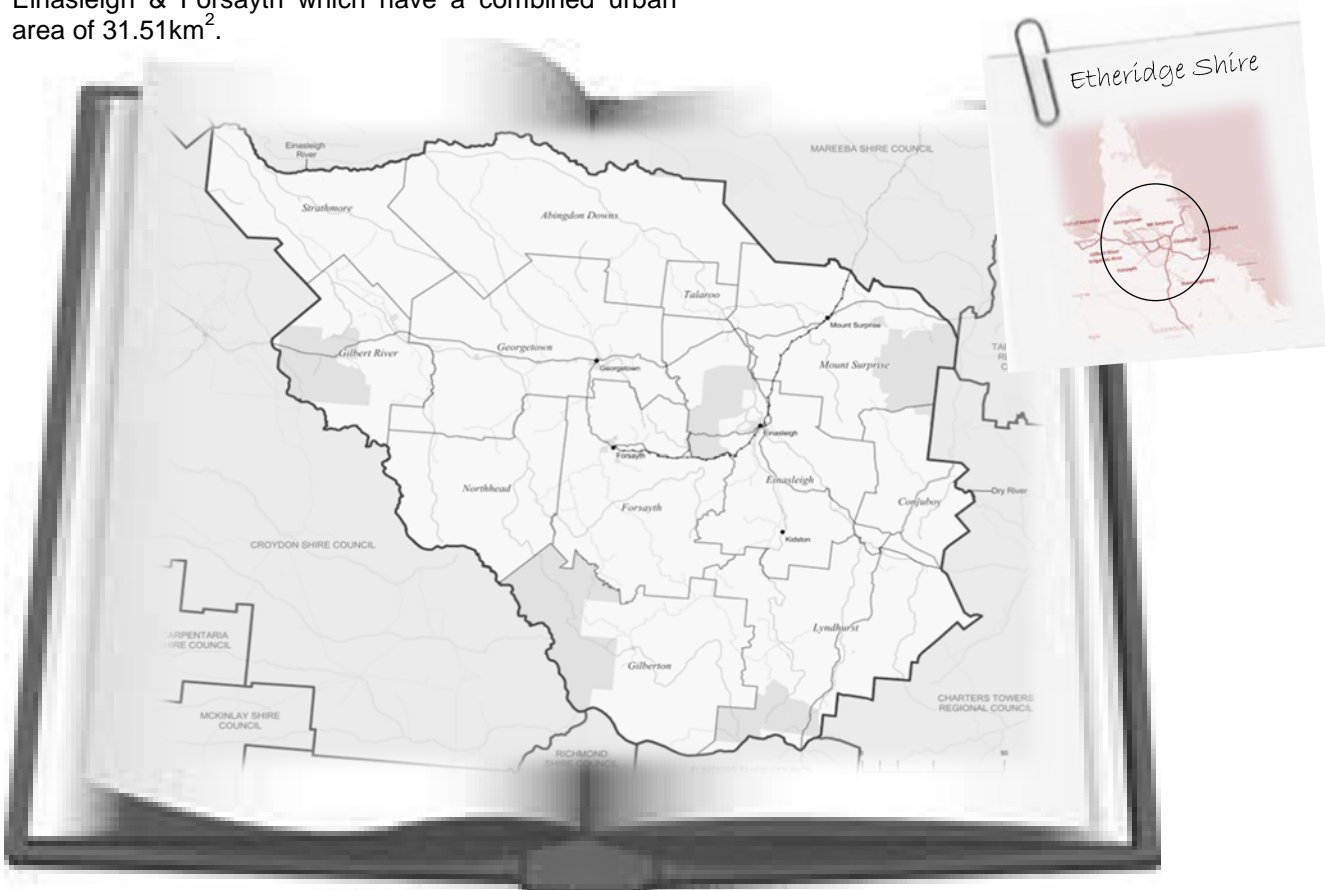 Einasleigh & Forsayth which have a combined urban
area of 31.51km².
Etheridge Shire
Einasleigh
River
MAREEBA SHIRE COUNCIL
Strathmore
Abingdon Downs
Talaroo
Mount Surprise
Gilbert River
Georgetown
Georgetown
Mount Surprise
Einasleigh
Forsayth
Northhead
Forsayth
Einasleigh
Conjuboy
Dry River
Kidston
CROYDON SHIRE COUNCIL
Lyndhurst
CARPENTARIA
SHIRE COUNCIL
Gilberton
MCKINLAY SHIRE
COUNCIL
CHARTERS TOWERS
REGIONAL COUNCIL
RICHMOND
SHIRE COUNCIL
50